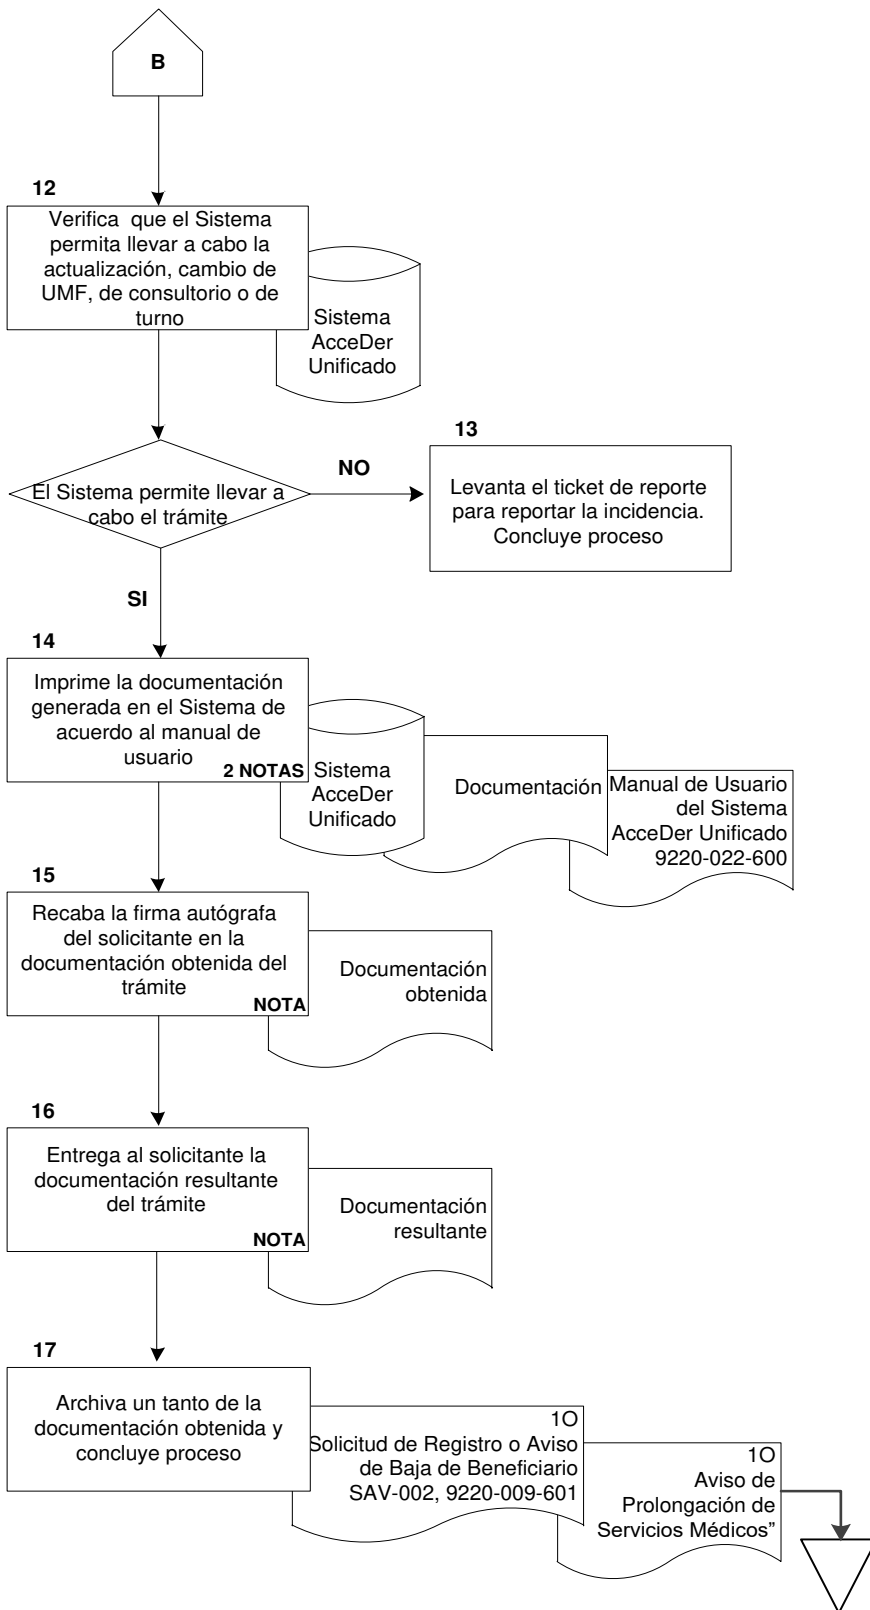 B
12
Verifica  que el Sistema
permita llevar a cabo la
actualización, cambio de
UMF, de consultorio o de
turno
Sistema
AcceDer
Unificado
El Sistema permite llevar a
cabo el trámite
NO
13
Levanta el ticket de reporte
para reportar la incidencia.
Concluye proceso
SI
14
Imprime la documentación
generada en el Sistema de
acuerdo al manual de
usuario
2 NOTAS
Sistema
AcceDer
Unificado
Documentación
Manual de Usuario
del Sistema
AcceDer Unificado
9220-022-600
15
Recaba la firma autógrafa
del solicitante en la
documentación obtenida del
trámite
NOTA
Documentación
obtenida
16
Entrega al solicitante la
documentación resultante
del trámite
NOTA
Documentación
resultante
17
Archiva un tanto de la
documentación obtenida y
concluye proceso
1O
Solicitud de Registro o Aviso
de Baja de Beneficiario
SAV-002, 9220-009-601
1O
Aviso de
Prolongación de
Servicios Médicos”